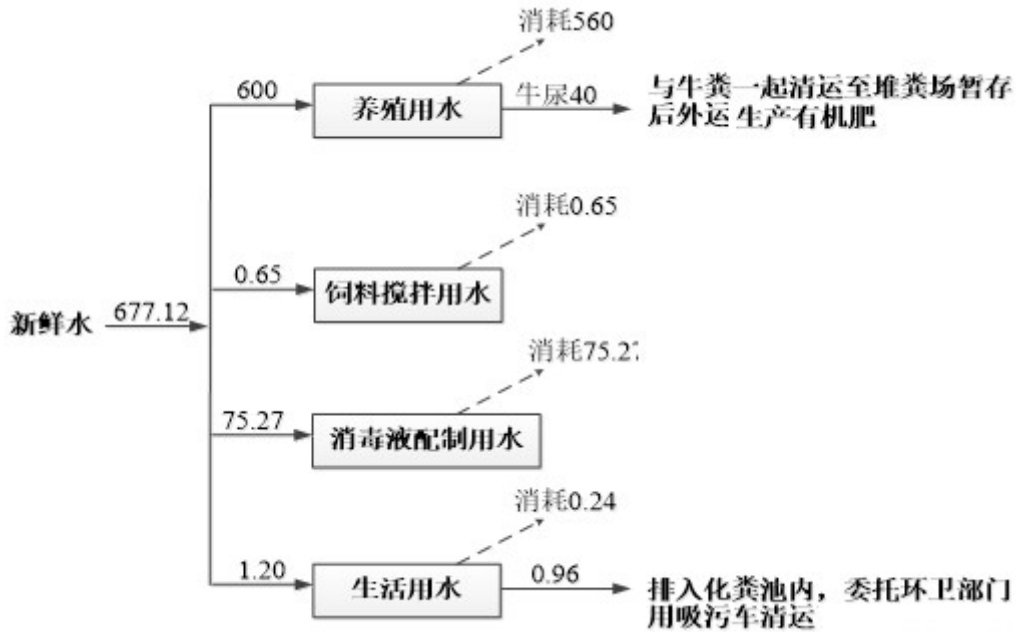 消耗560
600
养殖用水
牛尿40
与牛粪一起清运至堆粪场暂存
后外运生产有机肥
消耗0.65
0.65
饲料搅拌用水
新鲜水
677.12
消耗75.27
75.27
消毒液配制用水
消耗0.24
1.20
生活用水
0.96
排入化粪池内，委托环卫部门
用吸污车清运